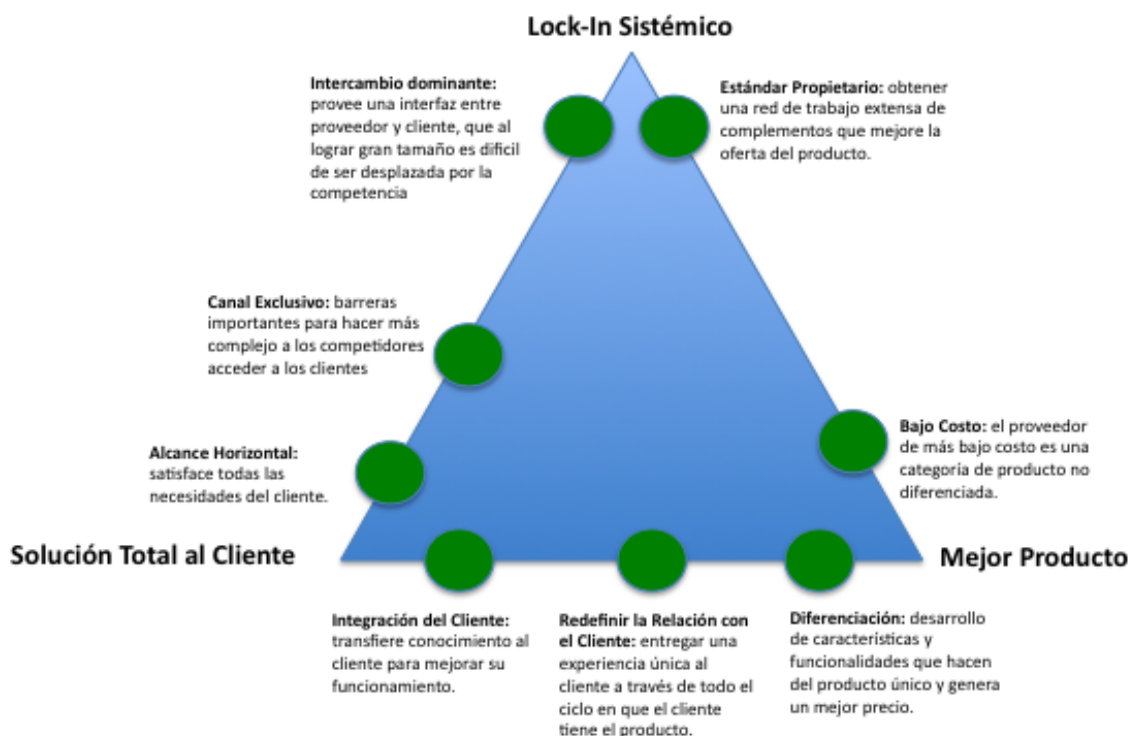 Lock-In Sistémico
Intercambio dominante:
provee una interfaz entre
proveedor y cliente, que al
lograr gran tamaño es dificil
de ser desplazada por la
competencia
Estándar Propietario: obtener
una red de trabajo extensa de
complementos que mejore la
oferta del producto.
Canal Exclusivo: barreras
importantes para hacer más
complejo a los competidores
acceder a los clientes
Alcance Horizontal:
satisface todas las
necesidades del cliente.
Bajo Costo: el proveedor
de más bajo costo es una
categoria de producto no
diferenciada.
Solución Total al Cliente
Mejor Producto
Integración del Cliente:
transfiere conocimiento al
cliente para mejorar su
funcionamiento.
Redefinir la Relación con
el Cliente: entregar una
experiencia única al
cliente a través de todo el
ciclo en que el cliente
tiene el producto.
Diferenciación: desarrollo
de características y
funcionalidades que hacen
del producto único y genera
un mejor precio.